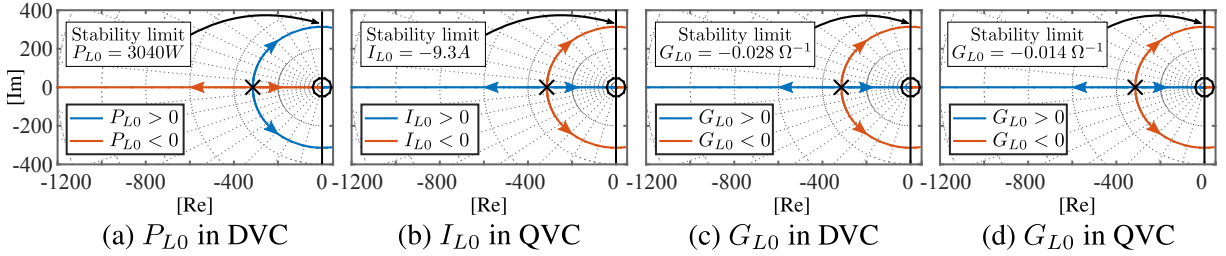 Stability limit
P_{L0} = 3040W
P_{L0} > 0
P_{L0} < 0
400
200
0
-200
-400
[Im]
-1200
-800
-400
0
[Re]
(a) P_{L0} in DVC
Stability limit
I_{L0} = −9.3A
I_{L0} > 0
I_{L0} < 0
-1200
-800
-400
0
[Re]
(b) I_{L0} in QVC
Stability limit
G_{L0} = −0.028 Ω^{−1}
G_{L0} > 0
G_{L0} < 0
-1200
-800
-400
0
[Re]
(c) G_{L0} in DVC
Stability limit
G_{L0} = −0.014 Ω^{−1}
G_{L0} > 0
G_{L0} < 0
-1200
-800
-400
0
[Re]
(d) G_{L0} in QVC